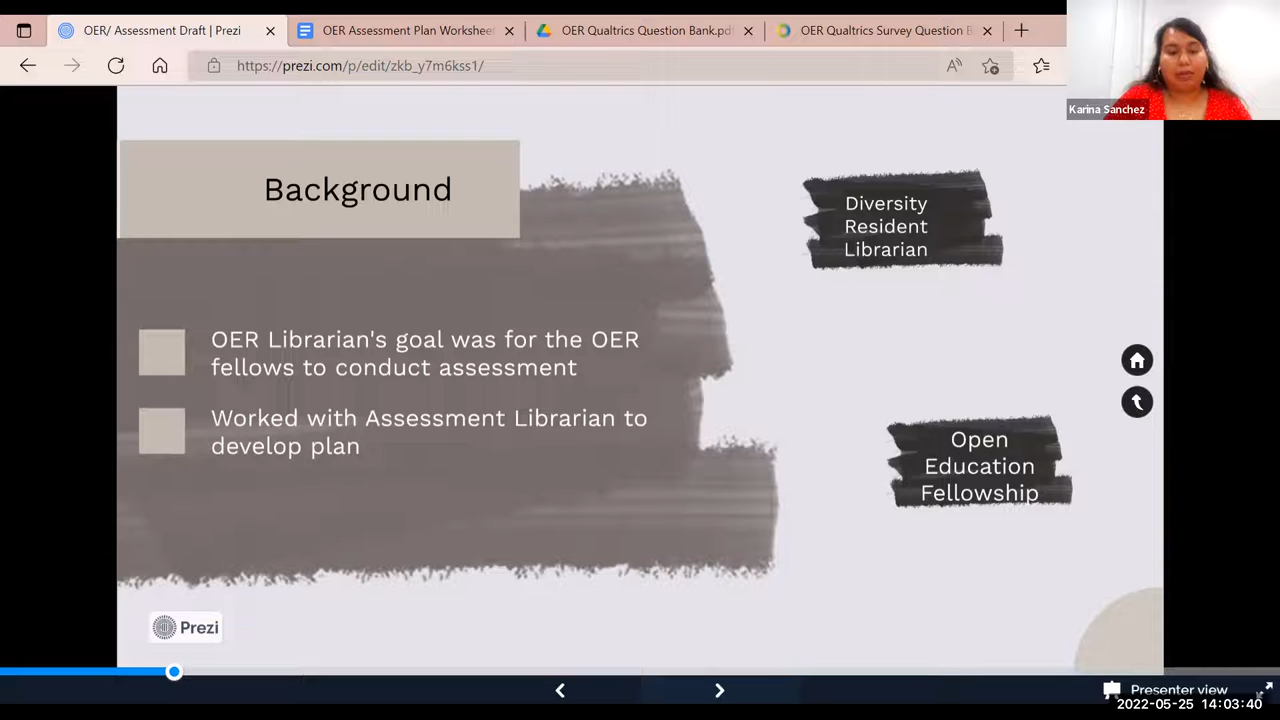 OER/ Assessment Draft | Prezi
OER Assessment Plan Workshe
OER Qualtrics Question Bank.pdf
OER Qualtrics Survey Question B
https://prezi.com/p/edit/zkb_y7m6kss1/
Karina Sanchez
Background
Diversity
Resident
Librarian
OER Librarian's goal was for the OER
fellows to conduct assessment
Worked with Assessment Librarian to
develop plan
Open
Education
Fellowship
Prezi
Presenter view
2022-05-25 14:03:40